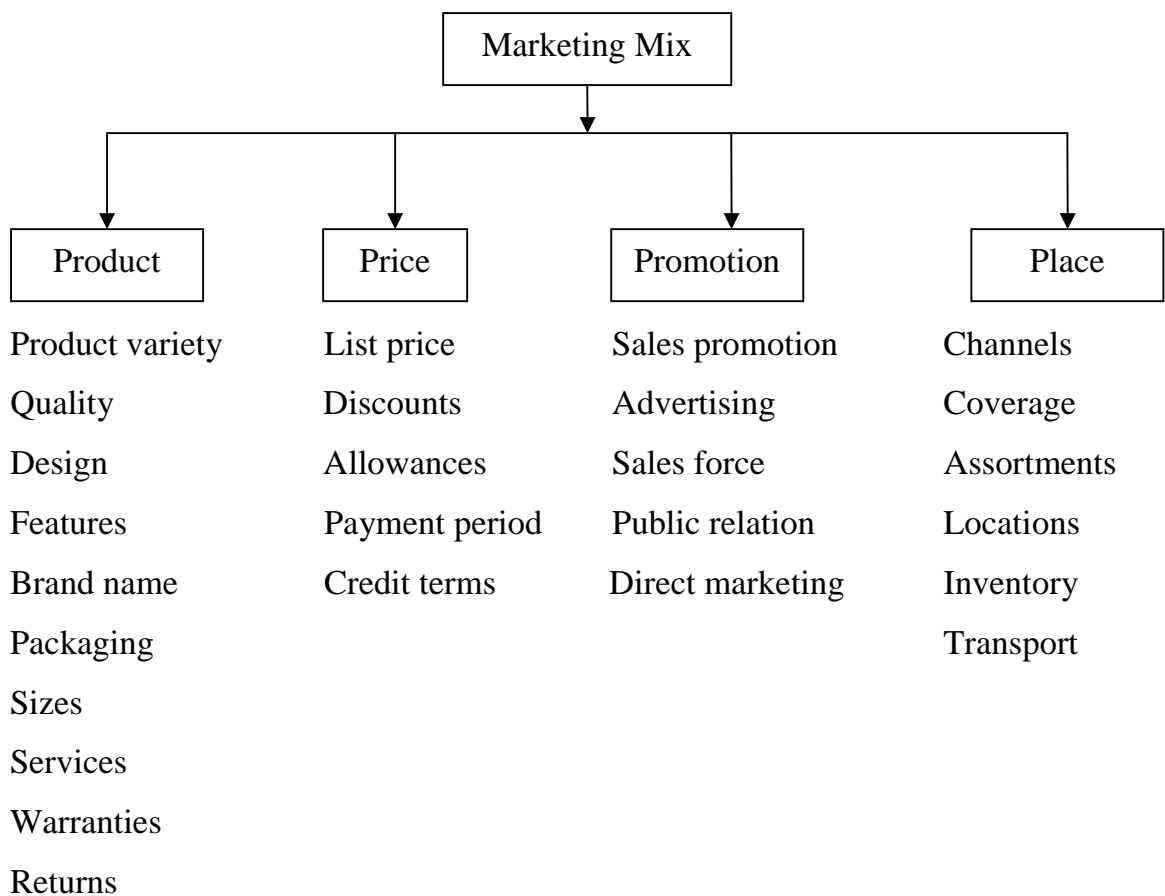 Marketing Mix
Product
Price
Promotion
Place
Product variety
Quality
Design
Features
Brand name
Packaging
Sizes
Services
Warranties
Returns
List price
Discounts
Allowances
Payment period
Credit terms
Sales promotion
Advertising
Sales force
Public relation
Direct marketing
Channels
Coverage
Assortments
Locations
Inventory
Transport